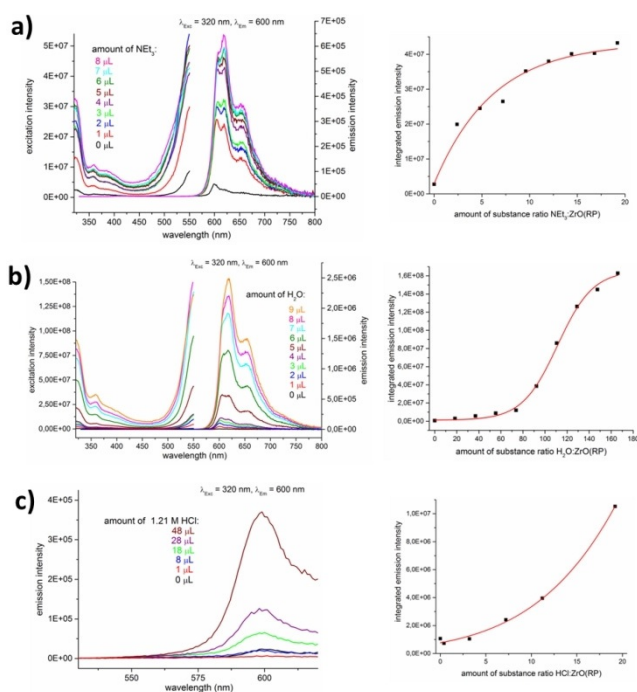 a)
λExc = 320 nm, λEm = 600 nm
amount of NEt3:
8 µL
7 µL
6 µL
5 µL
4 µL
3 µL
2 µL
1 µL
0 µL
excitation intensity
5E+07
4E+07
3E+07
2E+07
1E+07
0E+00
emission intensity
7E+05
6E+05
5E+05
4E+05
3E+05
2E+05
1E+05
0E+00
350 400 450 500 550 600 650 700 750 800
wavelength (nm)
integrated emission intensity
4E+07
3E+07
2E+07
1E+07
0E+00
0 5 10 15 20
amount of substance ratio NEt3:ZrO(RP)
b)
λExc = 320 nm, λEm = 600 nm
amount of H2O:
9 µL
8 µL
7 µL
6 µL
5 µL
4 µL
3 µL
2 µL
1 µL
0 µL
excitation intensity
1,50E+08
1,25E+08
1,00E+08
7,50E+07
5,00E+07
2,50E+07
0,00E+00
emission intensity
2,5E+06
2,0E+06
1,5E+06
1,0E+06
5,0E+05
0,0E+00
350 400 450 500 550 600 650 700 750 800
wavelength (nm)
integrated emission intensity
1,6E+08
1,4E+08
1,2E+08
1,0E+08
8,0E+07
6,0E+07
4,0E+07
2,0E+07
0,0E+00
0 20 40 60 80 100 120 140 160 180
amount of substance ratio H2O:ZrO(RP)
c)
λExc = 320 nm, λEm = 600 nm
amount of 1.21 M HCl:
48 µL
28 µL
18 µL
8 µL
1 µL
0 µL
emission intensity
4E+05
3E+05
2E+05
1E+05
0E+00
550 600
wavelength (nm)
integrated emission intensity
1,0E+06
8,0E+05
6,0E+05
4,0E+05
2,0E+05
0,0E+00
0 5 10 15 20
amount of substance ratio HCl:ZrO(RP)